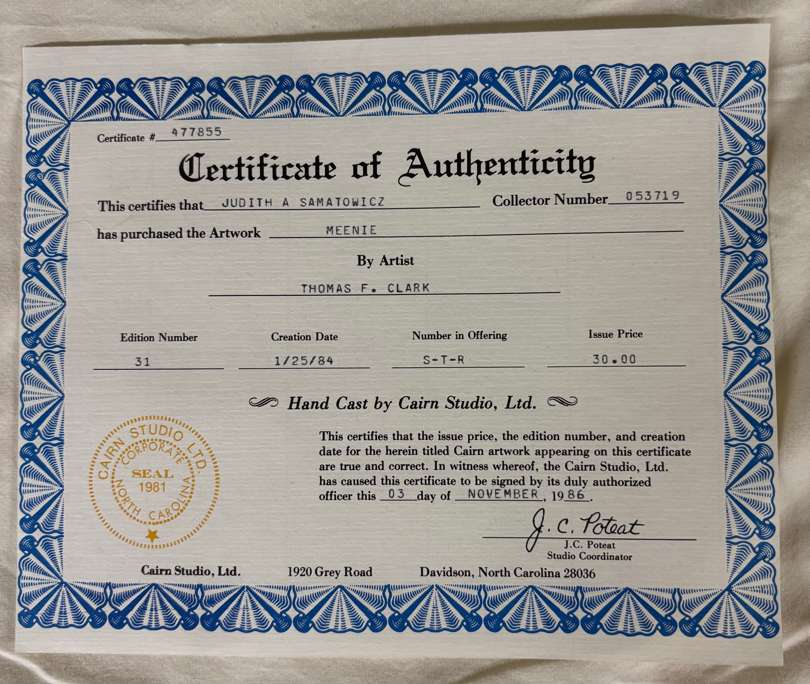 Certificate # 477855
Certificate of Authenticity
This certifies that JUDITH A SAMATOWICZ Collector Number 053719
has purchased the Artwork MEENIE
By Artist
THOMAS F. CLARK
Edition Number Creation Date Number in Offering Issue Price
31 1/25/84 S-T-R 30.00
Hand Cast by Cairn Studio, Ltd.
This certifies that the issue price, the edition number, and creation
date for the herein titled Cairn artwork appearing on this certificate
are true and correct. In witness whereof, the Cairn Studio, Ltd.
has caused this certificate to be signed by its duly authorized
officer this 03 day of NOVEMBER, 1986.
CAIRN STUDIO LTD.
CORPORATE
SEAL
1981
NORTH CAROLINA
J. C. Poteat
J.C. Poteat
Studio Coordinator
Cairn Studio, Ltd. 1920 Grey Road Davidson, North Carolina 28036